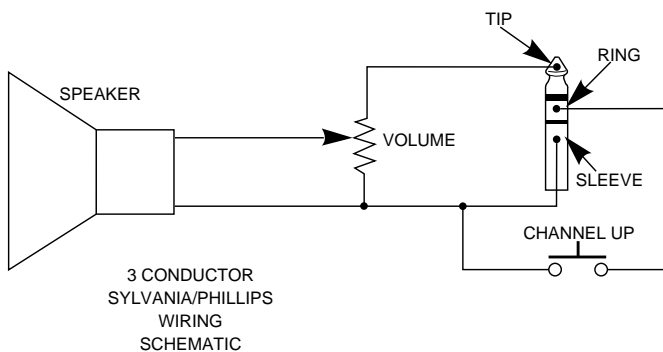 TIP
RING
SPEAKER
VOLUME
SLEEVE
CHANNEL UP
3 CONDUCTOR
SYLVANIA/PHILLIPS
WIRING
SCHEMATIC